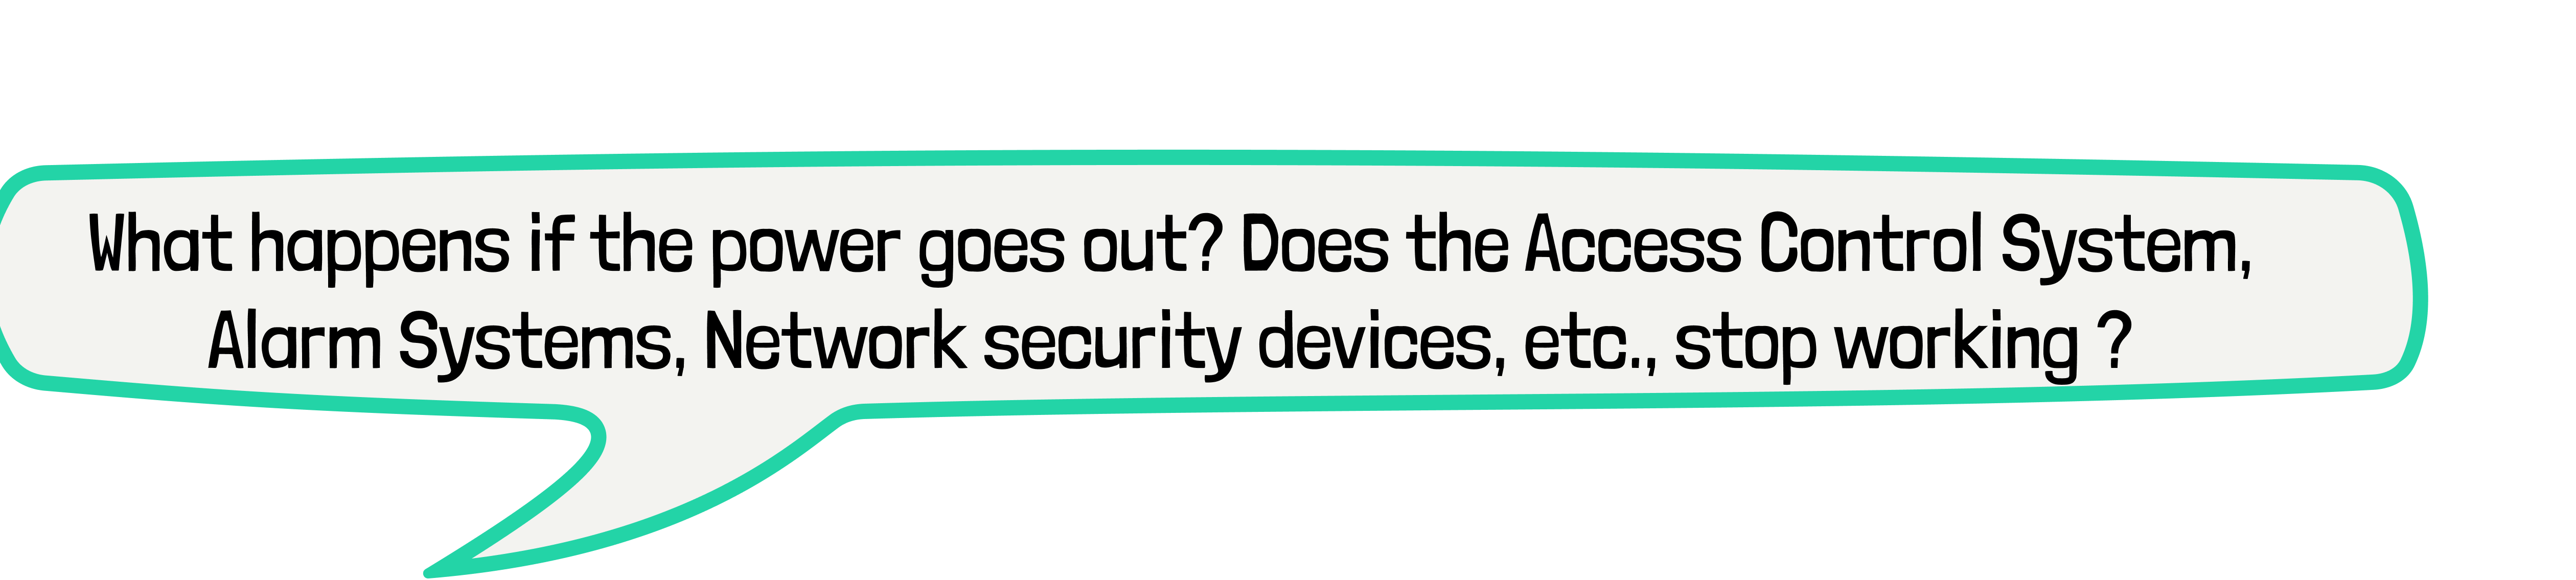 What happens if the power goes out? Does the Access Control System,
Alarm Systems, Network security devices, etc., stop working ?